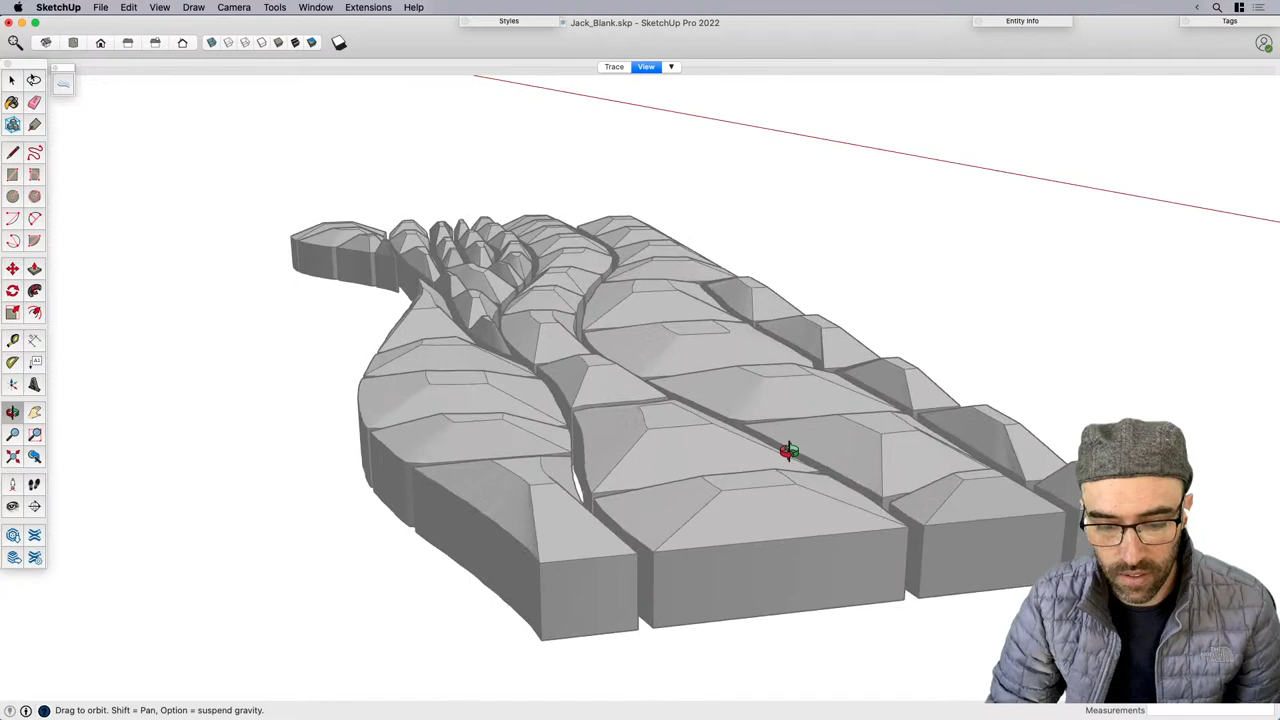 SketchUp File Edit View Draw Camera Tools Window Extensions Help
Styles
Jack_Blank.skp - SketchUp Pro 2022
Entity Info
Tags
Trace View
Drag to orbit. Shift = Pan, Option = suspend gravity.
Measurements